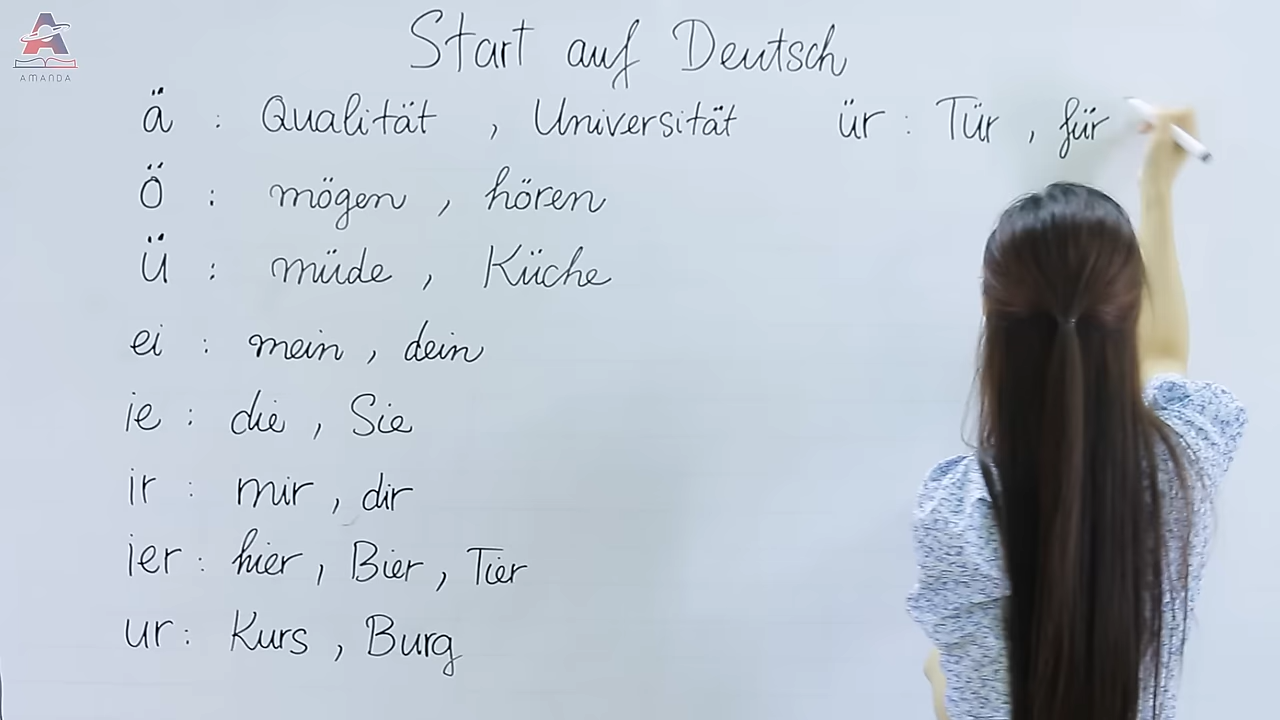 AMANDA
Start auf Deutsch
ä : Qualität , Universität
ö : mögen , hören
ü : müde , Küche
ei : mein , dein
ie : die , Sie
ir : mir , dir
ier : hier , Bier , Tier
ur : Kurs , Burg
ür : Tür , für